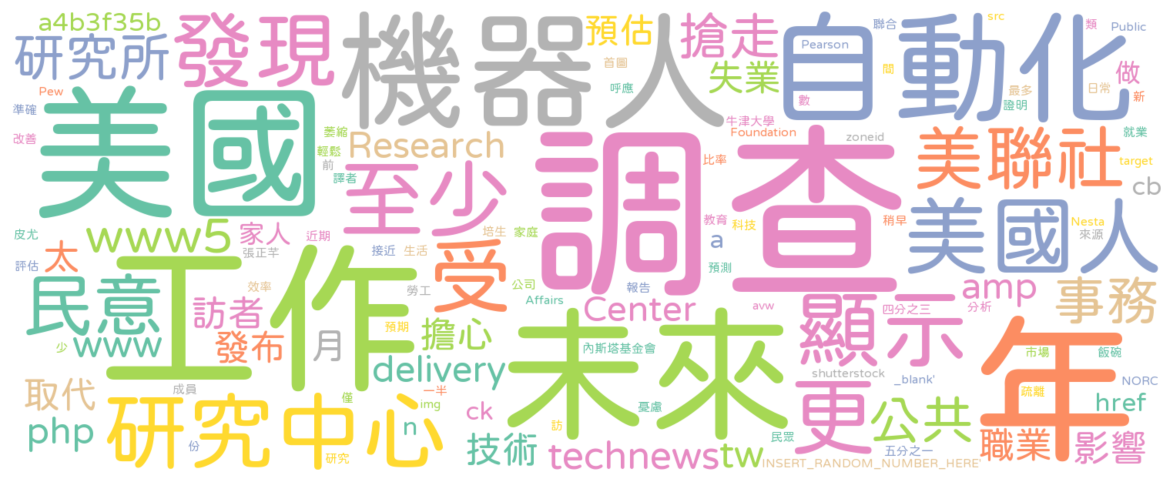 a4b3f35b
研究所
發現
機器人
預估
搶走
失業
自動化
聯合
src
類
Public
Pearson
首圖
間
做
Pew
呼應
數
最多
證明
日常
新
美國
準確
改善
萎縮
輕鬆
前
譯者
Research
至少
調查
牛津大學
Foundation
zoneid
比率
美聯社
就業
target
cb
www5
家人
近期
張正芊
皮尤
太
評估
接近
生活
培生
家庭
受
教育
a
科技
預測
稍早
美國人
Nesta
來源
工作
民意
www
少
訪者
效率
發布
月
勞工
預期
擔心
公司
Affairs
報告
Center
avw
四分之三
顯示
amp
分析
事務
未來
內斯塔基金會
年
市場
飯碗
取代
php
成員
delivery
一半
僅
img
shutterstock
_blank'
NORC
疏離
href
研究中心
份
研究
n
ck
訪
憂慮
技術
technews
tw
民眾
更
公共
五分之一
INSERT_RANDOM_NUMBER_HERE
職業
影響